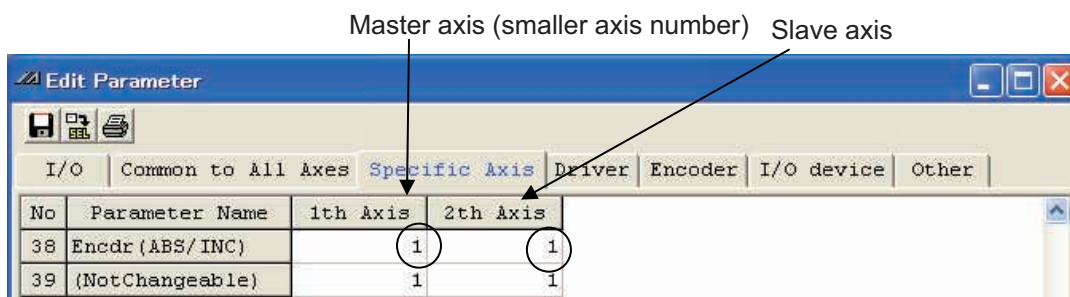 Master axis (smaller axis number) Slave axis
Edit Parameter
SEL
I/O Common to All Axes Specific Axis Driver Encoder I/O device Other
No Parameter Name 1th Axis 2th Axis
38 Encdr(ABS/INC) 1 1
39 (NotChangeable) 1 1